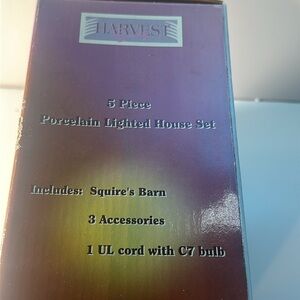 HARVEST
5 Piece
Porcelain Lighted House Set
Includes: Squire's Barn
3 Accessories
1 UL cord with C7 bulb